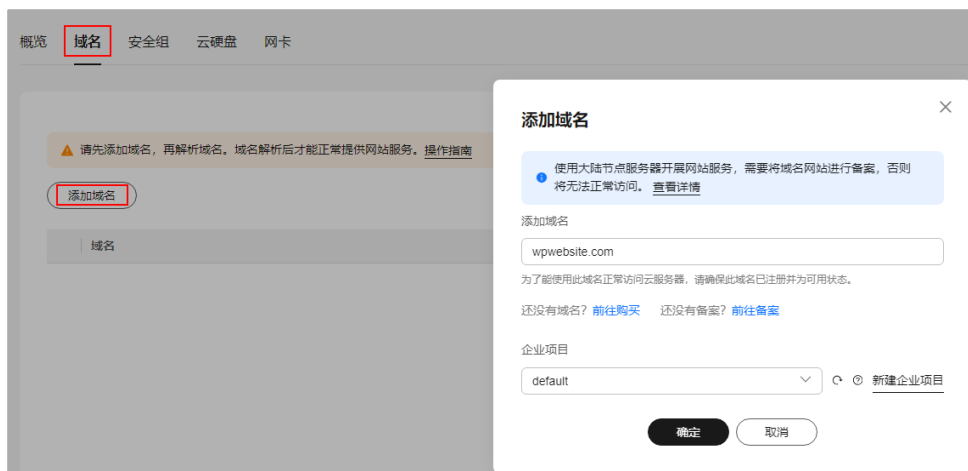 概览 域名 安全组 云硬盘 网卡
请先添加域名，再解析域名。域名解析后才能正常提供网站服务。操作指南
添加域名
域名
添加域名
使用大陆节点服务器开展网站服务，需要将域名网站进行备案，否则
将无法正常访问。 查看详情
添加域名
wpwebsite.com
为了能使用此域名正常访问云服务器，请确保此域名已注册并为可用状态。
还没有域名？前往购买 还没有备案？前往备案
企业项目
default 新建企业项目
确定 取消